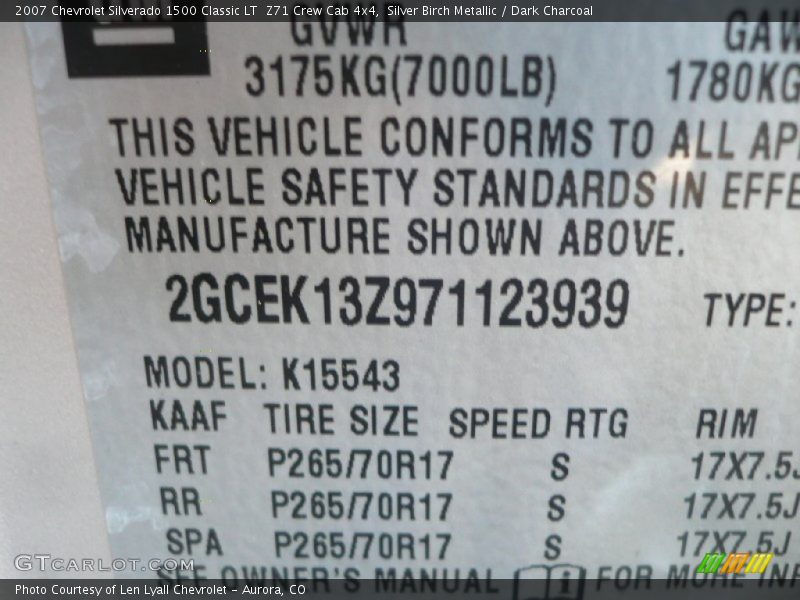 2007 Chevrolet Silverado 1500 Classic LT  Z71 Crew Cab 4x4, Silver Birch Metallic / Dark Charcoal
GVWR GAW
3175KG(7000LB) 1780KG
THIS VEHICLE CONFORMS TO ALL AP
VEHICLE SAFETY STANDARDS IN EFFE
MANUFACTURE SHOWN ABOVE.
2GCEK13Z971123939 TYPE:
MODEL: K15543
KAAF TIRE SIZE SPEED RTG RIM
FRT P265/70R17 S 17X7.5J
RR P265/70R17 S 17X7.5J
SPA P265/70R17 S 17X7.5J
SEE OWNER'S MANUAL FOR MORE INF
GTCarLot.com
Photo Courtesy of Len Lyall Chevrolet - Aurora, CO